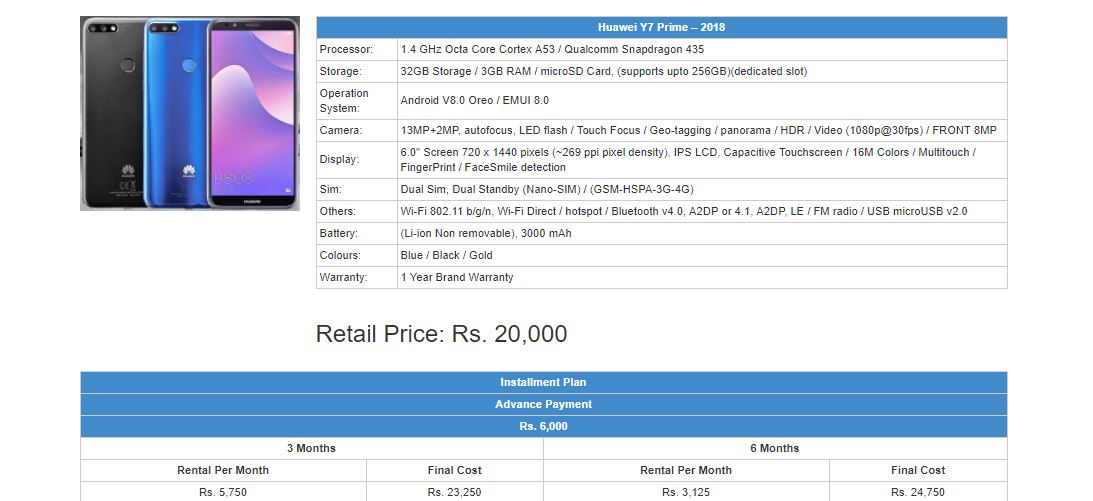 Huawei Y7 Prime – 2018
Processor: 1.4 GHz Octa Core Cortex A53 / Qualcomm Snapdragon 435
Storage: 32GB Storage / 3GB RAM / microSD Card, (supports upto 256GB)(dedicated slot)
Operation
System: Android V8.0 Oreo / EMUI 8.0
Camera: 13MP+2MP, autofocus, LED flash / Touch Focus / Geo-tagging / panorama / HDR / Video (1080p@30fps) / FRONT 8MP
Display: 6.0" Screen 720 x 1440 pixels (~269 ppi pixel density), IPS LCD, Capacitive Touchscreen / 16M Colors / Multitouch /
FingerPrint / FaceSmile detection
Sim: Dual Sim, Dual Standby (Nano-SIM) / (GSM-HSPA-3G-4G)
Others: Wi-Fi 802.11 b/g/n, Wi-Fi Direct / hotspot / Bluetooth v4.0, A2DP or 4.1, A2DP, LE / FM radio / USB microUSB v2.0
Battery: (Li-ion Non removable), 3000 mAh
Colours: Blue / Black / Gold
Warranty: 1 Year Brand Warranty
08:08
HUAWEI
HUAWEI
HUAWEI
Retail Price: Rs. 20,000
Installment Plan
Advance Payment
Rs. 6,000
3 Months 6 Months
Rental Per Month Final Cost Rental Per Month Final Cost
Rs. 5,750 Rs. 23,250 Rs. 3,125 Rs. 24,750